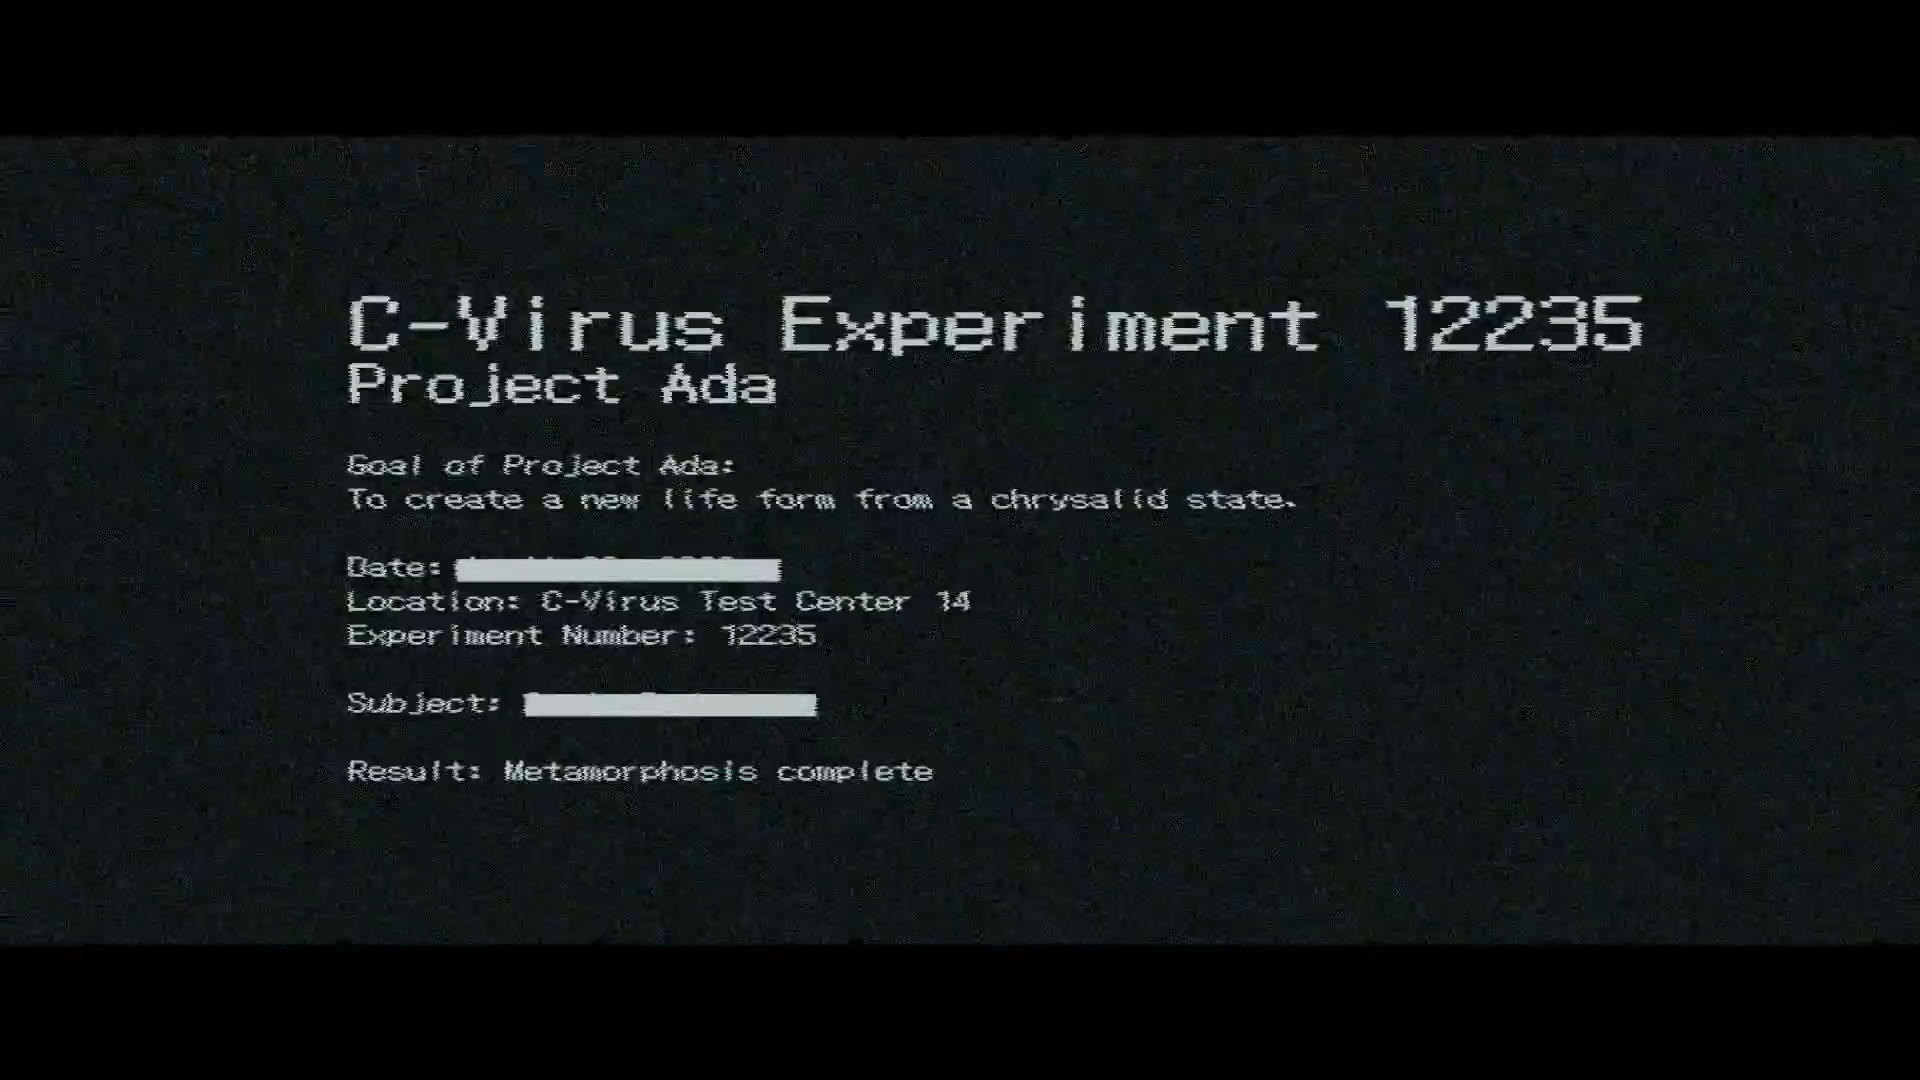 C-Virus Experiment 12235
Project Ada
Goal of Project Ada:
To create a new life form from a chrysalid state.
Date:
Location: C-Virus Test Center 14
Experiment Number: 12235
Subject:
Result: Metamorphosis complete